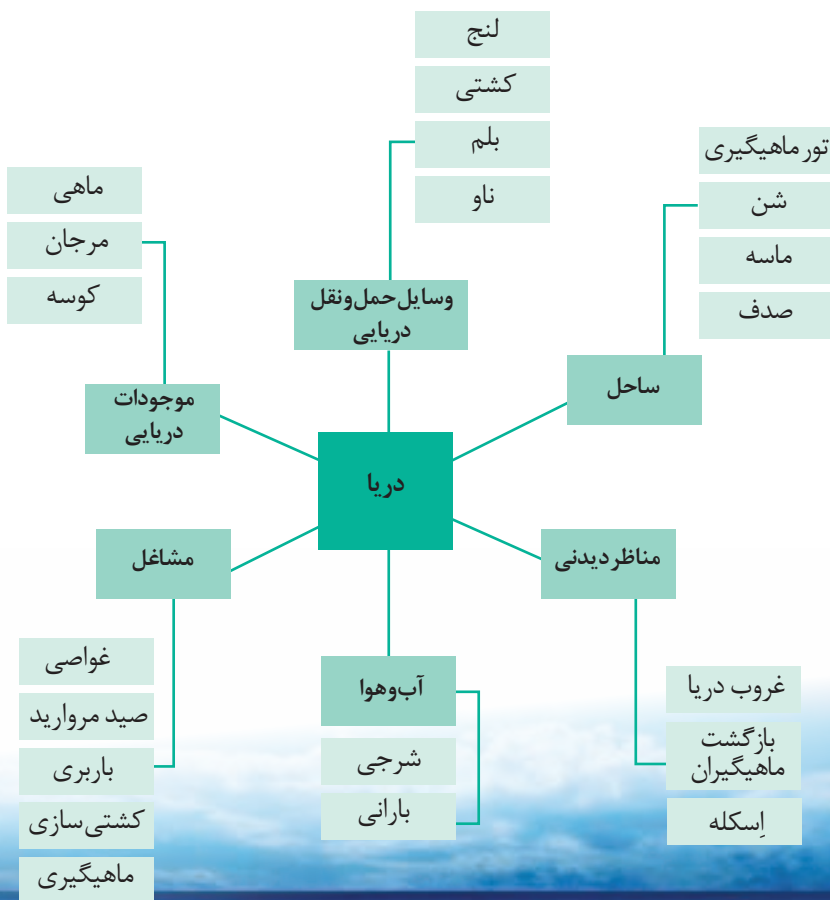 لنج
کشتی
بلم
ناو
وسایل حمل‌ونقل
دریایی
تور ماهیگیری
شن
ماسه
صدف
ساحل
ماهی
مرجان
کوسه
موجودات
دریایی
دریا
مناظر دیدنی
غروب دریا
بازگشت
ماهیگیران
اِسکله
آب‌وهوا
شرجی
بارانی
مشاغل
غواصی
صید مروارید
باربری
کشتی‌سازی
ماهیگیری